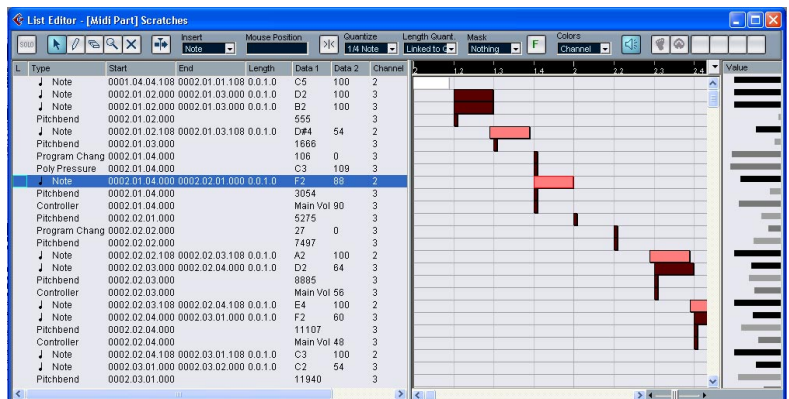 List Editor - [Midi Part] Scratches
SOLO Insert Mouse Position Quantize Length Quant. Mask Colors
Note 1/4 Note Linked to Q Nothing F Channel
L Type Start End Length Data 1 Data 2 Channel 2 1.2 1.3 1.4 2 2.2 2.3 2.4 Value
Note 0001.04.04.108 0002.01.01.108 0.0.1.0 C5 100 2
Note 0002.01.02.000 0002.01.03.000 0.0.1.0 D2 100 3
Note 0002.01.02.000 0002.01.03.000 0.0.1.0 B2 100 3
Pitchbend 0002.01.02.000 555 3
Note 0002.01.02.108 0002.01.03.108 0.0.1.0 D#4 54 2
Pitchbend 0002.01.03.000 1666 3
Program Chang 0002.01.04.000 106 0 3
Poly Pressure 0002.01.04.000 C3 109 3
Note 0002.01.04.000 0002.02.01.000 0.0.1.0 F2 88 2
Pitchbend 0002.01.04.000 3054 3
Controller 0002.01.04.000 Main Vol 90 3
Pitchbend 0002.02.01.000 5275 3
Program Chang 0002.02.02.000 27 0 3
Pitchbend 0002.02.02.000 7497 3
Note 0002.02.02.108 0002.02.03.108 0.0.1.0 A2 100 2
Note 0002.02.03.000 0002.02.04.000 0.0.1.0 D2 64 3
Pitchbend 0002.02.03.000 8885 3
Controller 0002.02.03.000 Main Vol 56 3
Note 0002.02.03.108 0002.02.04.108 0.0.1.0 E4 100 2
Note 0002.02.04.000 0002.03.01.000 0.0.1.0 F2 60 3
Pitchbend 0002.02.04.000 11107 3
Controller 0002.02.04.000 Main Vol 48 3
Note 0002.02.04.108 0002.03.01.108 0.0.1.0 C3 100 2
Note 0002.03.01.000 0002.03.02.000 0.0.1.0 C2 54 3
Pitchbend 0002.03.01.000 11940 3